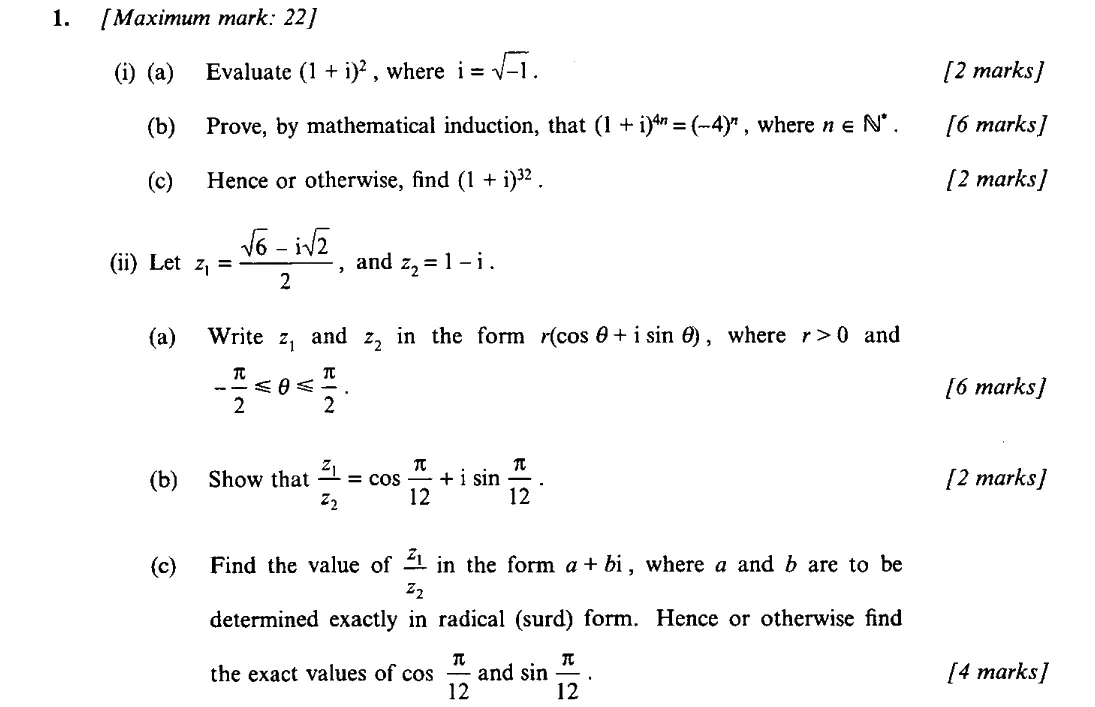 1. [Maximum mark: 22]
(i) (a) Evaluate (1 + i)², where i = √−1. [2 marks]
(b) Prove, by mathematical induction, that (1 + i)⁴ⁿ = (−4)ⁿ, where n ∈ ℕ*. [6 marks]
(c) Hence or otherwise, find (1 + i)³². [2 marks]
(ii) Let z₁ = (√6 − i√2)/2, and z₂ = 1 − i.
(a) Write z₁ and z₂ in the form r(cos θ + i sin θ), where r > 0 and
−π/2 ⩽ θ ⩽ π/2. [6 marks]
(b) Show that z₁/z₂ = cos π/12 + i sin π/12. [2 marks]
(c) Find the value of z₁/z₂ in the form a + bi, where a and b are to be
determined exactly in radical (surd) form. Hence or otherwise find
the exact values of cos π/12 and sin π/12. [4 marks]